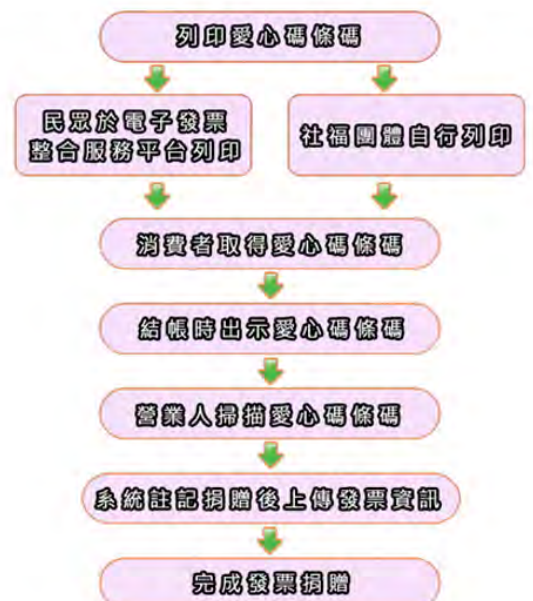 列印愛心碼條碼
民眾於電子發票
整合服務平台列印
社福團體自行列印
消費者取得愛心碼條碼
結帳時出示愛心碼條碼
營業人掃描愛心碼條碼
系統註記捐贈後上傳發票資訊
完成發票捐贈